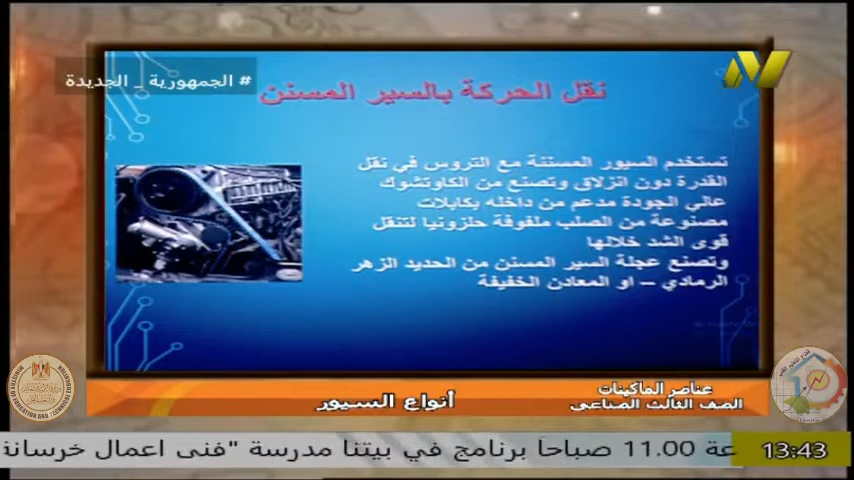 # الجمهورية _ الجديدة
نقل الحركة بالسير المسنن
تستخدم السيور المسننة مع التروس في نقل
القدرة دون انزلاق وتصنع من الكاوتشوك
عالي الجودة مدعم من داخله بكابلات
مصنوعة من الصلب ملفوفة حلزونيا لتنقل
قوى الشد خلالها
وتصنع عجلة السير المسنن من الحديد الزهر
الرمادي – او المعادن الخفيفة
عناصر الماكينات
الصف الثالث الصناعى
أنواع السيور
عة 11.00 صباحا برنامج في بيتنا مدرسة "فنى اعمال خرسانة
13:43